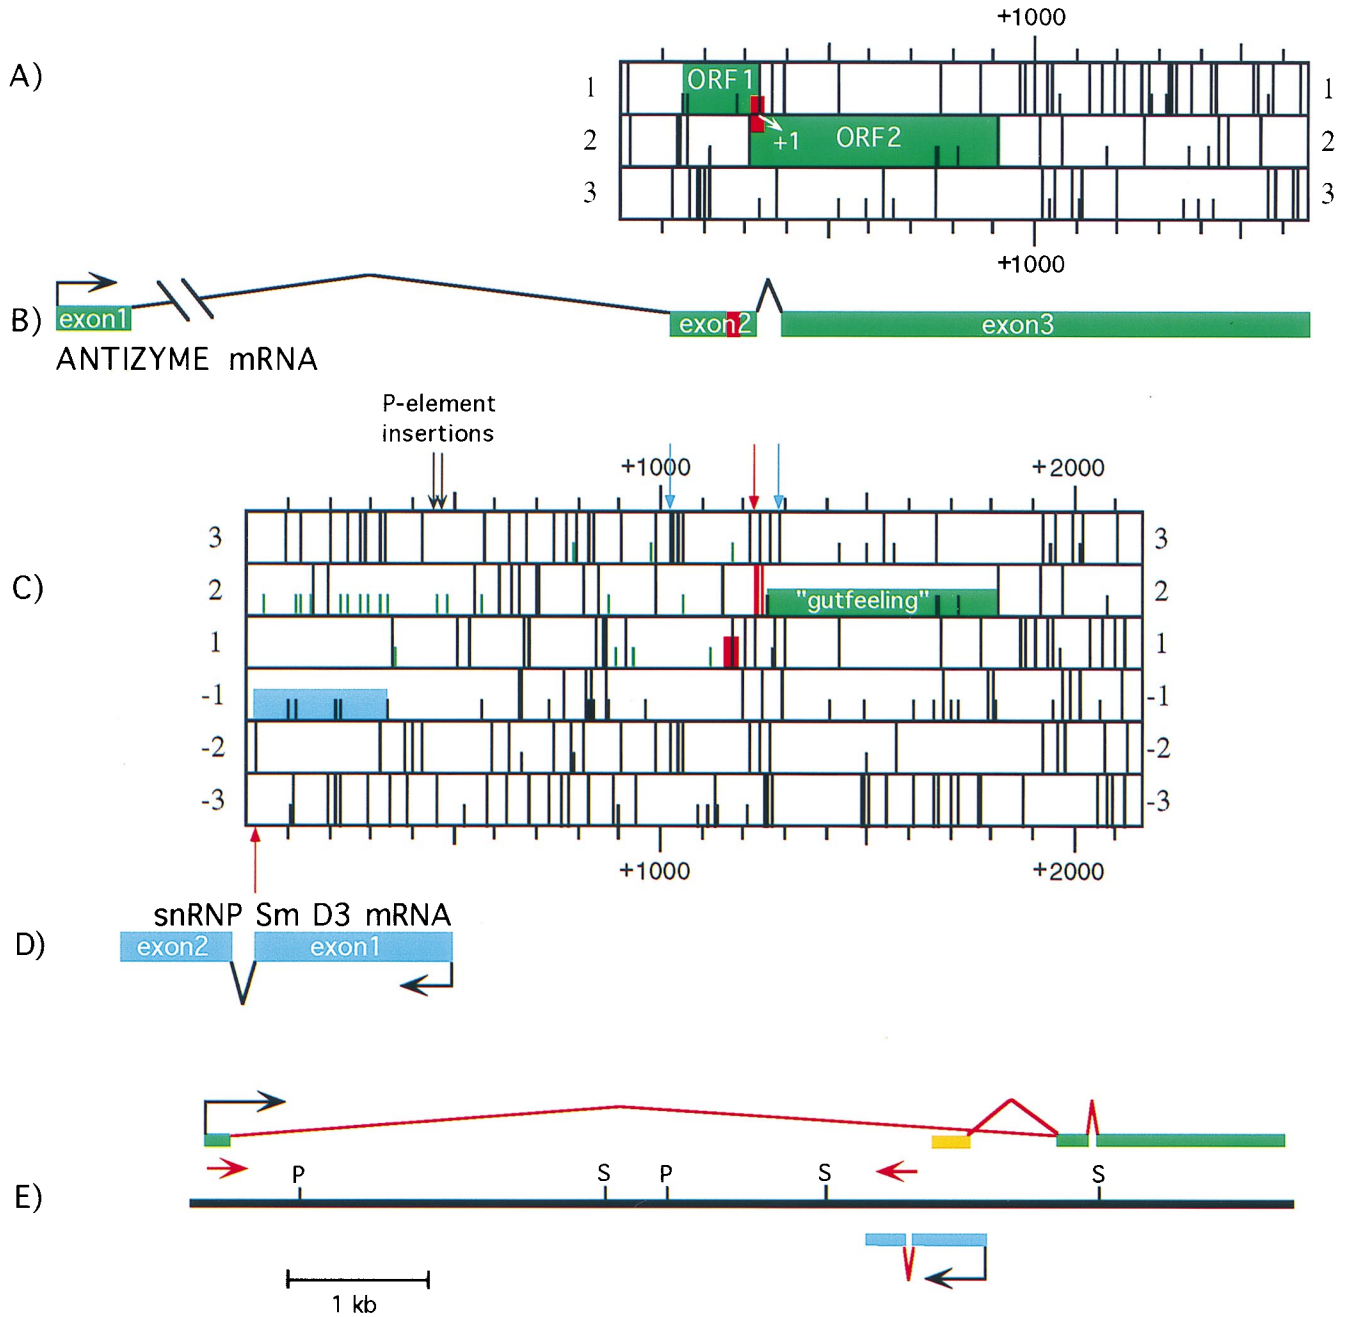 +1000
A)
1 ORF1 1
2 +1 ORF2 2
3 3
+1000
B) exon1 exon2 exon3
ANTIZYME mRNA
P-element
insertions
+1000 +2000
C)
3 3
2 "gutfeeling" 2
1 1
-1 -1
-2 -2
-3 -3
+1000 +2000
snRNP Sm D3 mRNA
D) exon2 exon1
P S P S S
E)
1 kb